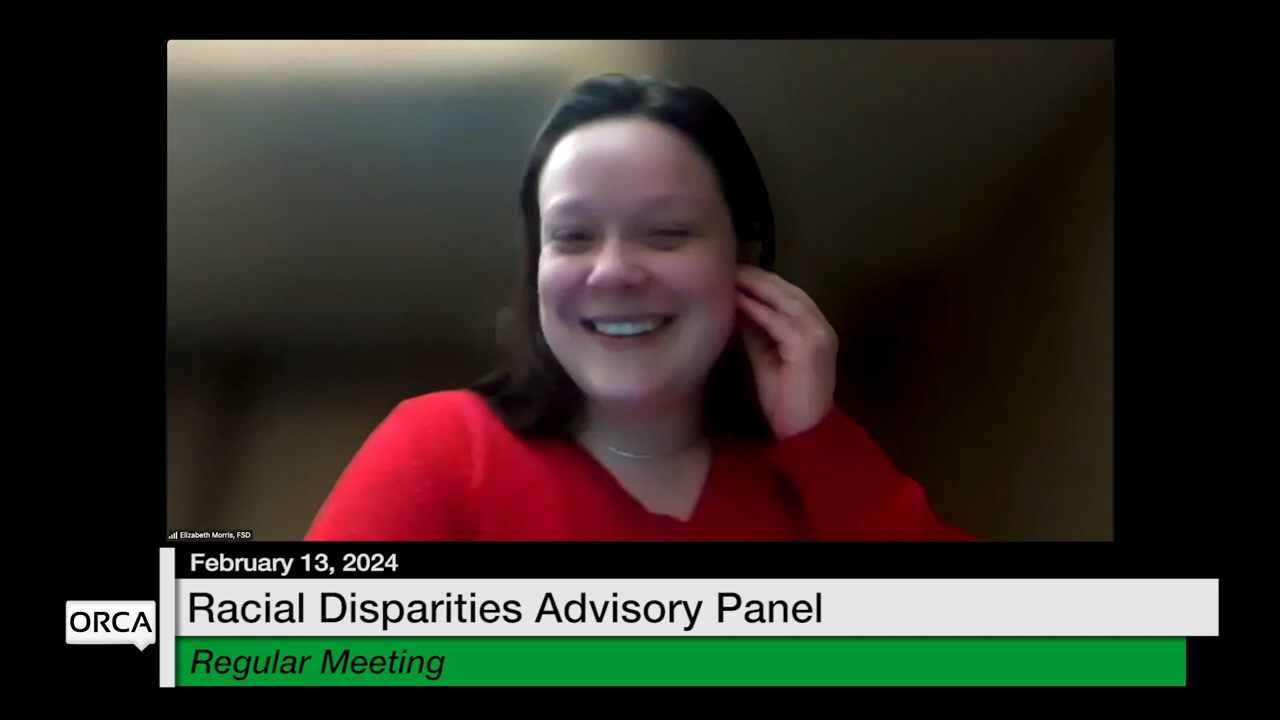 Elizabeth Morris, FSD
February 13, 2024
Racial Disparities Advisory Panel
ORCA
Regular Meeting